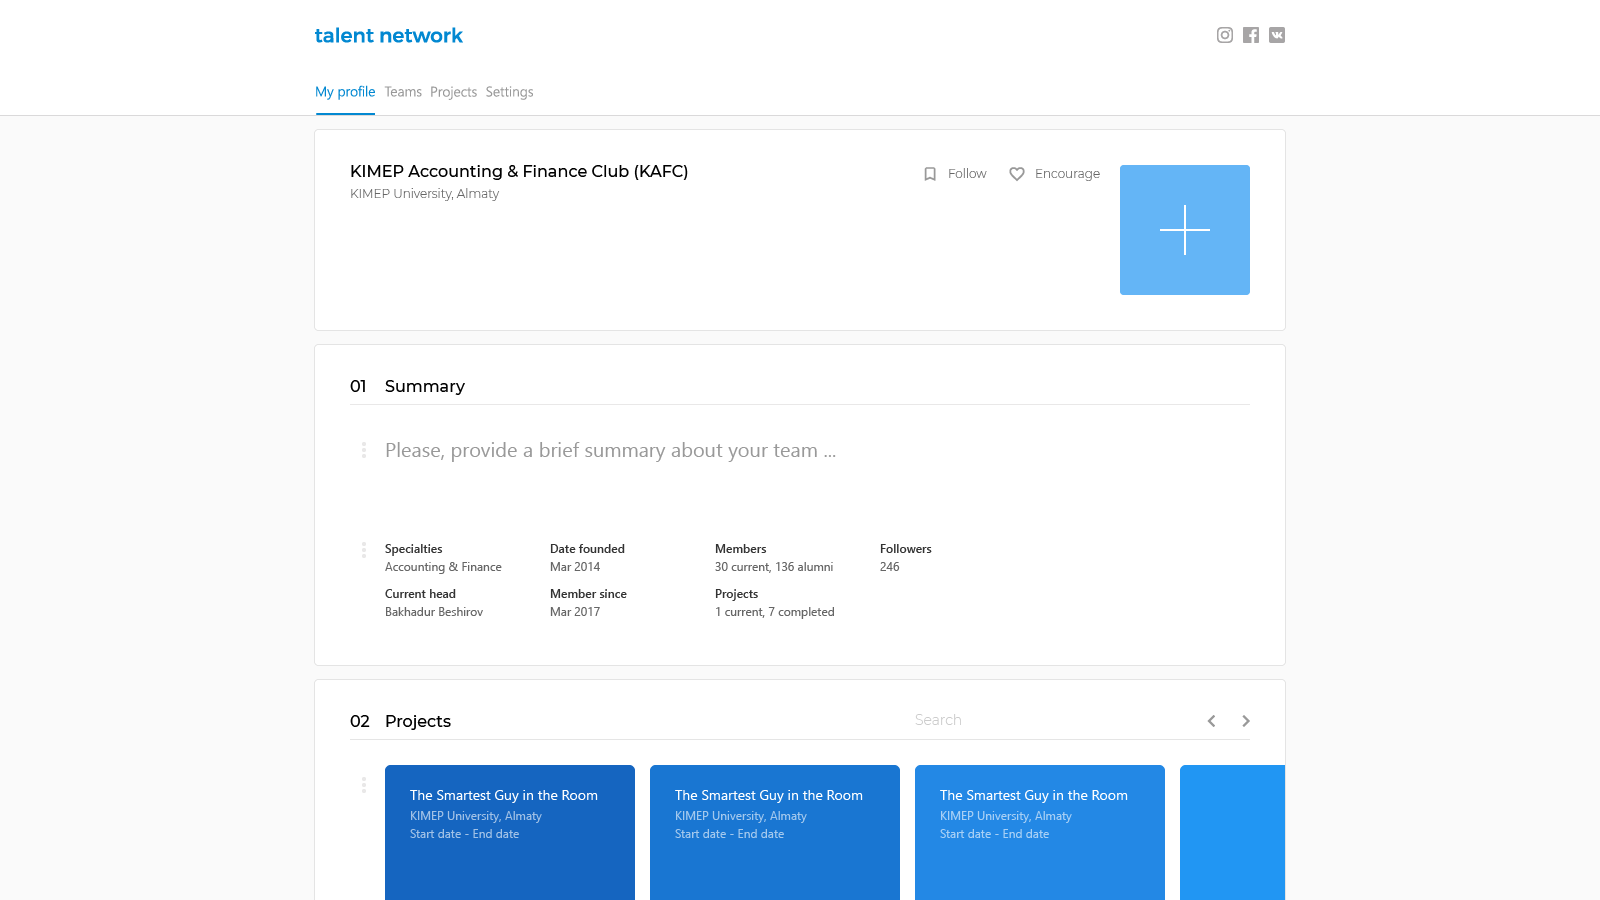 talent network
My profile Teams Projects Settings
KIMEP Accounting & Finance Club (KAFC)
KIMEP University, Almaty
Follow Encourage
01 Summary
Please, provide a brief summary about your team ...
Specialties Date founded Members Followers
Accounting & Finance Mar 2014 30 current, 136 alumni 246
Current head Member since Projects
Bakhadur Beshirov Mar 2017 1 current, 7 completed
02 Projects Search
The Smartest Guy in the Room The Smartest Guy in the Room The Smartest Guy in the Room
KIMEP University, Almaty KIMEP University, Almaty KIMEP University, Almaty
Start date - End date Start date - End date Start date - End date